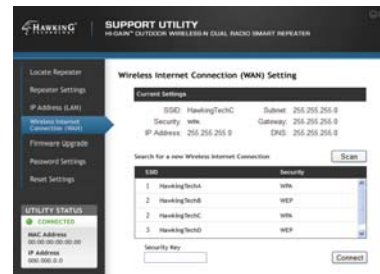 HAWKING
TECHNOLOGY
SUPPORT UTILITY
HI-GAIN™ OUTDOOR WIRELESS-N DUAL RADIO SMART REPEATER
Locate Repeater
Repeater Settings
IP Address (LAN)
Wireless Internet
Connection (WAN)
Firmware Upgrade
Password Settings
Reset Settings
UTILITY STATUS
CONNECTED
MAC Address
00:00:00:00:00:00
IP Address
000.000.0.0
Wireless Internet Connection (WAN) Setting
Current Settings
SSID: HawkingTechC Subnet: 255.255.255.0
Security: WPA Gateway: 255.255.255.0
IP Address: 255.255.255.0 DNS: 255.255.255.0
Search for a new Wireless Internet Connection Scan
SSID Security
1 HawkingTechA WPA
2 HawkingTechB WEP
2 HawkingTechC WPA
3 HawkingTechD WEP
Security Key
Connect